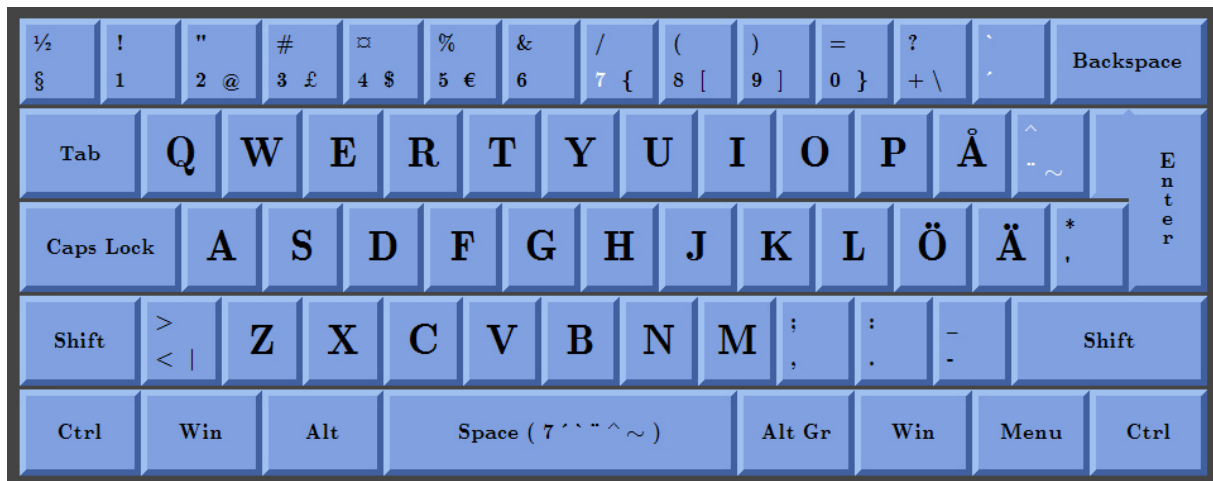 ½ ! " # ¤ % & / ( ) = ? `
§ 1 2 @ 3 £ 4 $ 5 € 6 7 { 8 [ 9 ] 0 } + \ ´ Backspace
Tab Q W E R T Y U I O P Å ^ ¨ ~ Enter
Caps Lock A S D F G H J K L Ö Ä * '
Shift > < | Z X C V B N M ; , : . _ - Shift
Ctrl Win Alt Space ( 7 ´ ` ¨ ^ ~ ) Alt Gr Win Menu Ctrl